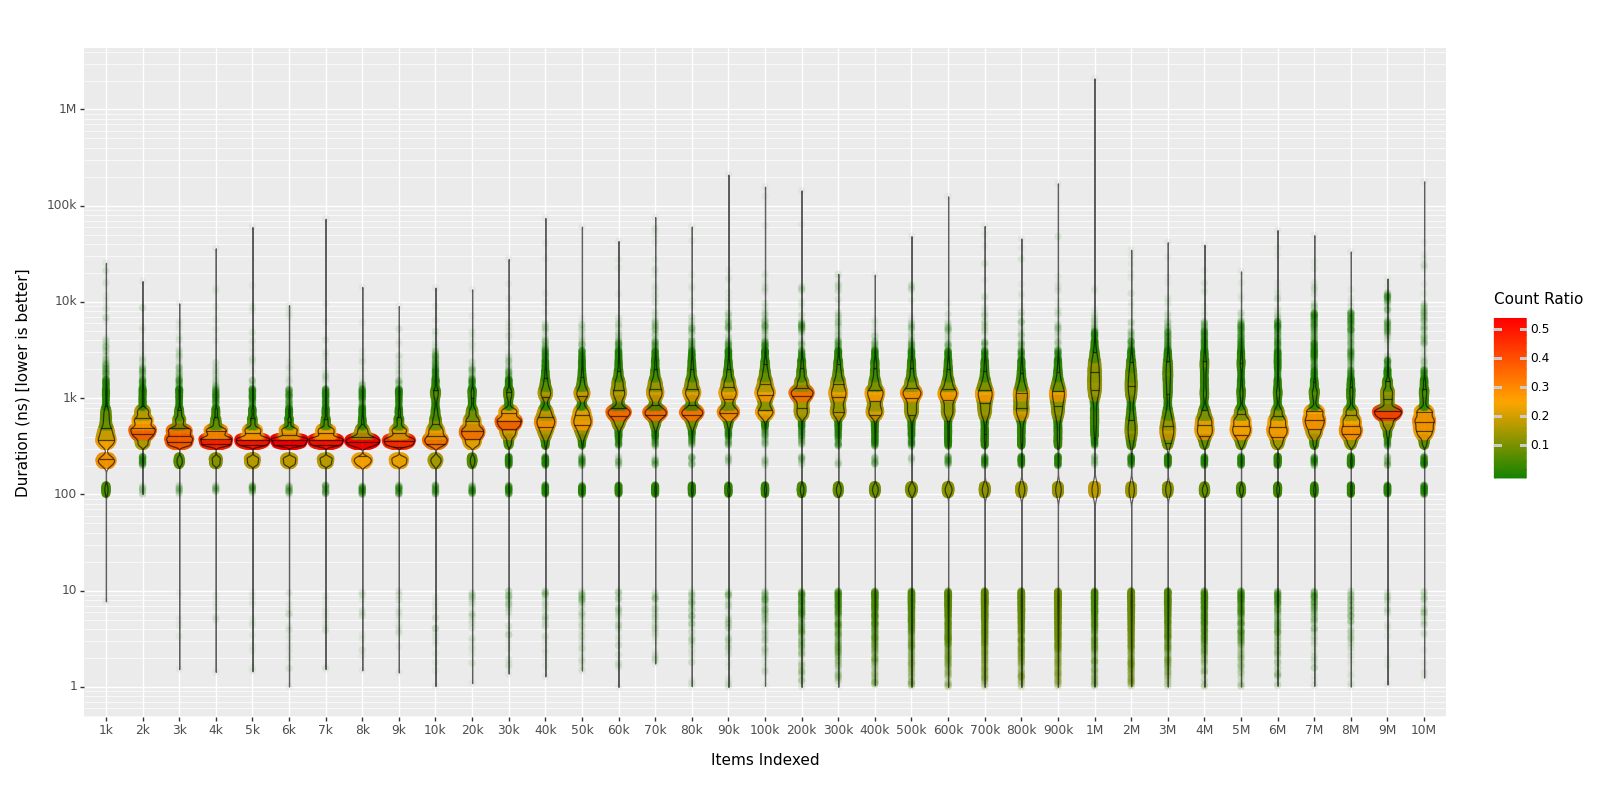 1M
100k
10k
1k
100
10
1
Duration (ns) [lower is better]
1k 2k 3k 4k 5k 6k 7k 8k 9k 10k 20k 30k 40k 50k 60k 70k 80k 90k 100k 200k 300k 400k 500k 600k 700k 800k 900k 1M 2M 3M 4M 5M 6M 7M 8M 9M 10M
Items Indexed
Count Ratio
0.5
0.4
0.3
0.2
0.1